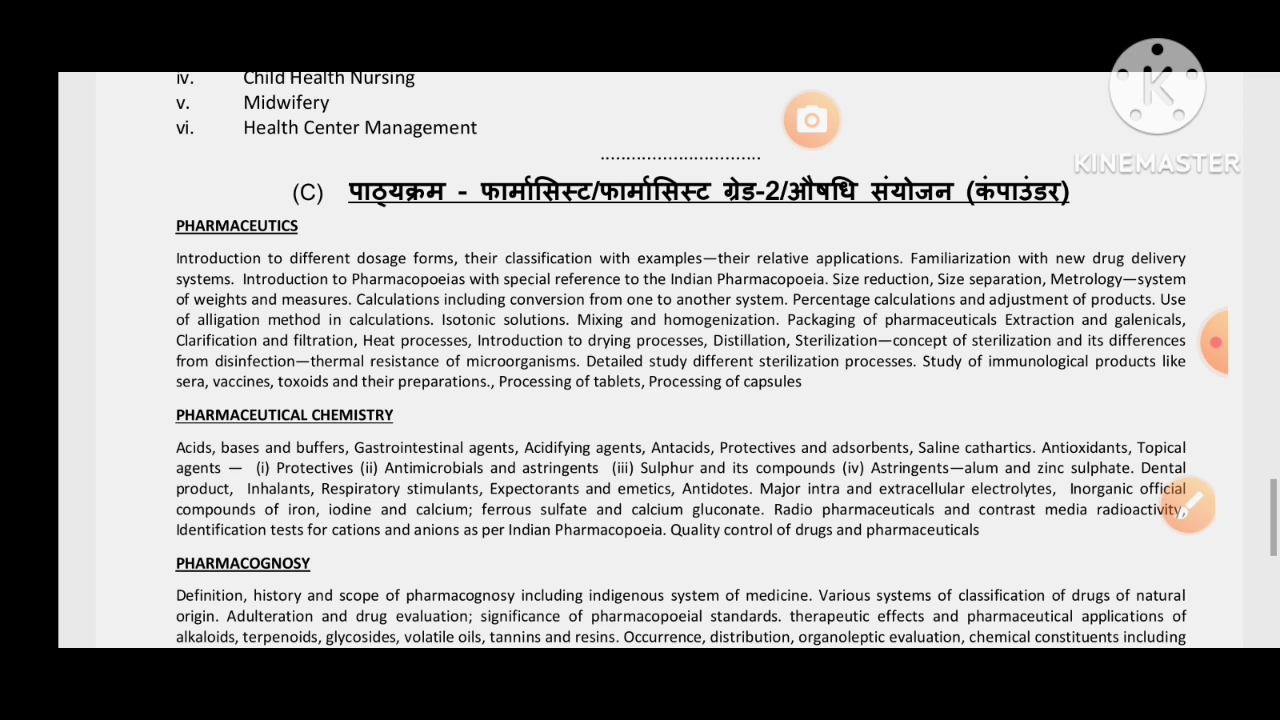 iv. Child Health Nursing
v. Midwifery
vi. Health Center Management
................................
KINEMASTER
(C) पाठ्यक्रम - फार्मासिस्ट/फार्मासिस्ट ग्रेड-2/औषधि संयोजन (कंपाउंडर)
PHARMACEUTICS
Introduction to different dosage forms, their classification with examples—their relative applications. Familiarization with new drug delivery
systems. Introduction to Pharmacopoeias with special reference to the Indian Pharmacopoeia. Size reduction, Size separation, Metrology—system
of weights and measures. Calculations including conversion from one to another system. Percentage calculations and adjustment of products. Use
of alligation method in calculations. Isotonic solutions. Mixing and homogenization. Packaging of pharmaceuticals Extraction and galenicals,
Clarification and filtration, Heat processes, Introduction to drying processes, Distillation, Sterilization—concept of sterilization and its differences
from disinfection—thermal resistance of microorganisms. Detailed study different sterilization processes. Study of immunological products like
sera, vaccines, toxoids and their preparations., Processing of tablets, Processing of capsules
PHARMACEUTICAL CHEMISTRY
Acids, bases and buffers, Gastrointestinal agents, Acidifying agents, Antacids, Protectives and adsorbents, Saline cathartics. Antioxidants, Topical
agents — (i) Protectives (ii) Antimicrobials and astringents (iii) Sulphur and its compounds (iv) Astringents—alum and zinc sulphate. Dental
product, Inhalants, Respiratory stimulants, Expectorants and emetics, Antidotes. Major intra and extracellular electrolytes, Inorganic official
compounds of iron, iodine and calcium; ferrous sulfate and calcium gluconate. Radio pharmaceuticals and contrast media radioactivity,
Identification tests for cations and anions as per Indian Pharmacopoeia. Quality control of drugs and pharmaceuticals
PHARMACOGNOSY
Definition, history and scope of pharmacognosy including indigenous system of medicine. Various systems of classification of drugs of natural
origin. Adulteration and drug evaluation; significance of pharmacopoeial standards. therapeutic effects and pharmaceutical applications of
alkaloids, terpenoids, glycosides, volatile oils, tannins and resins. Occurrence, distribution, organoleptic evaluation, chemical constituents including